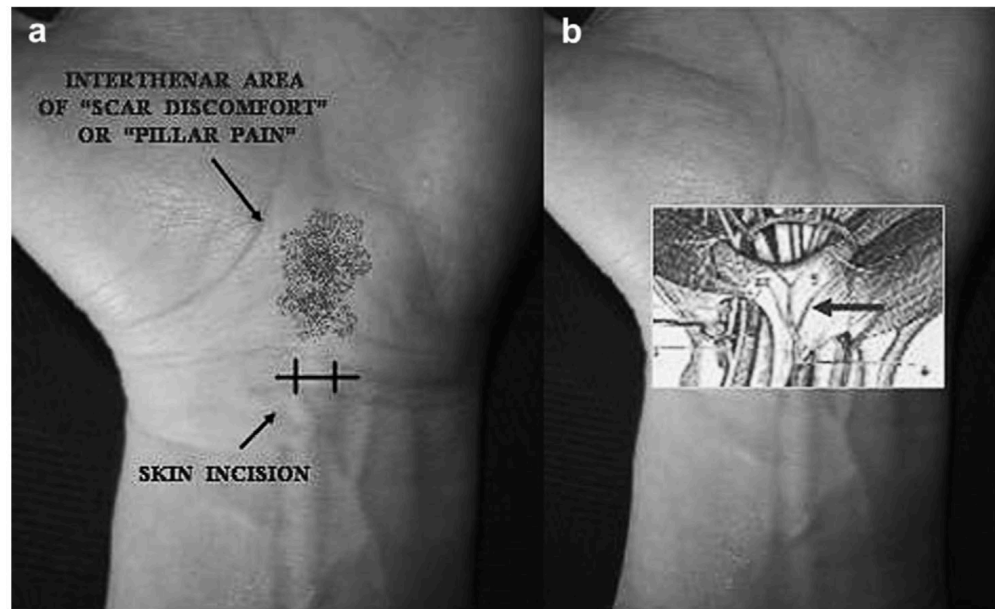 a
INTERTHENAR AREA
OF "SCAR DISCOMFORT"
OR "PILLAR PAIN"
SKIN INCISION
b